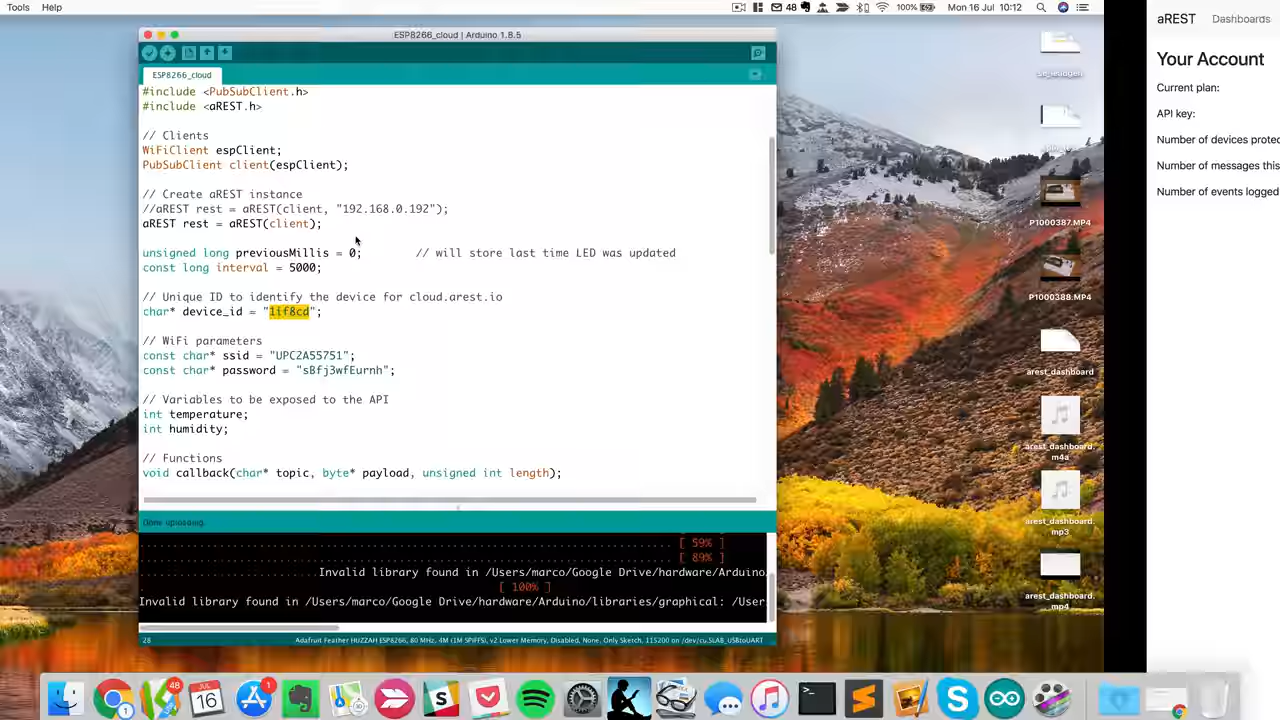 Tools Help
48
100%
Mon 16 Jul 10:12
ESP8266_cloud | Arduino 1.8.5
ESP8266_cloud
#include <PubSubClient.h>
#include <aREST.h>
// Clients
WiFiClient espClient;
PubSubClient client(espClient);
// Create aREST instance
//aREST rest = aREST(client, "192.168.0.192");
aREST rest = aREST(client);
unsigned long previousMillis = 0; // will store last time LED was updated
const long interval = 5000;
// Unique ID to identify the device for cloud.arest.io
char* device_id = "1if8cd";
// WiFi parameters
const char* ssid = "UPC2A55751";
const char* password = "sBfj3wfEurnh";
// Variables to be exposed to the API
int temperature;
int humidity;
// Functions
void callback(char* topic, byte* payload, unsigned int length);
Done uploading.
[ 59% ]
[ 89% ]
Invalid library found in /Users/marco/Google Drive/hardware/Arduino
[ 100% ]
Invalid library found in /Users/marco/Google Drive/hardware/Arduino/libraries/graphical: /User
28
Adafruit Feather HUZZAH ESP8266, 80 MHz, 4M (1M SPIFFS), v2 Lower Memory, Disabled, None, Only Sketch, 115200 on /dev/cu.SLAB_USBtoUART
P1000387.MP4
P1000388.MP4
arest_dashboard
arest_dashboard.
m4a
arest_dashboard.
mp3
arest_dashboard.
mp4
aREST Dashboards
Your Account
Current plan:
API key:
Number of devices protec
Number of messages this
Number of events logged
48
JUL
16
1
1